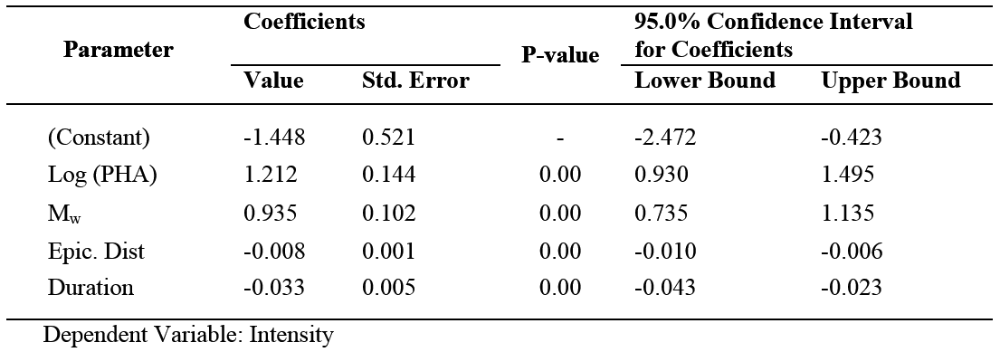 Parameter Coefficients P-value 95.0% Confidence Interval for Coefficients
Value Std. Error Lower Bound Upper Bound
(Constant) -1.448 0.521 - -2.472 -0.423
Log (PHA) 1.212 0.144 0.00 0.930 1.495
Mw 0.935 0.102 0.00 0.735 1.135
Epic. Dist -0.008 0.001 0.00 -0.010 -0.006
Duration -0.033 0.005 0.00 -0.043 -0.023
Dependent Variable: Intensity